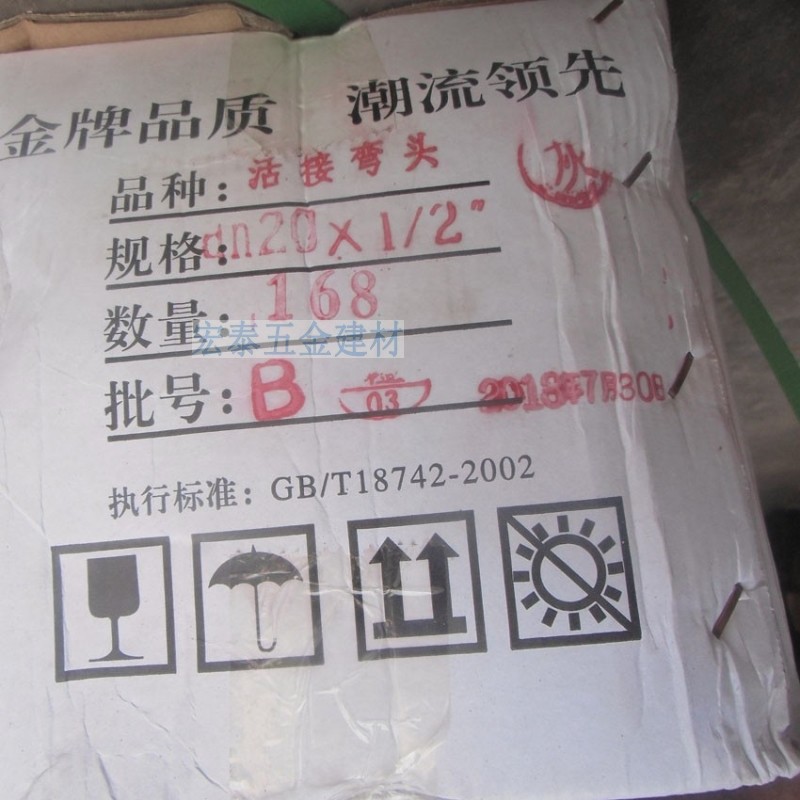 金牌品质 潮流领先
品种：活接弯头
规格：dn20×1/2"
数量：168
宏泰五金建材
批号：B 03 2018年7月30日
执行标准：GB/T18742-2002